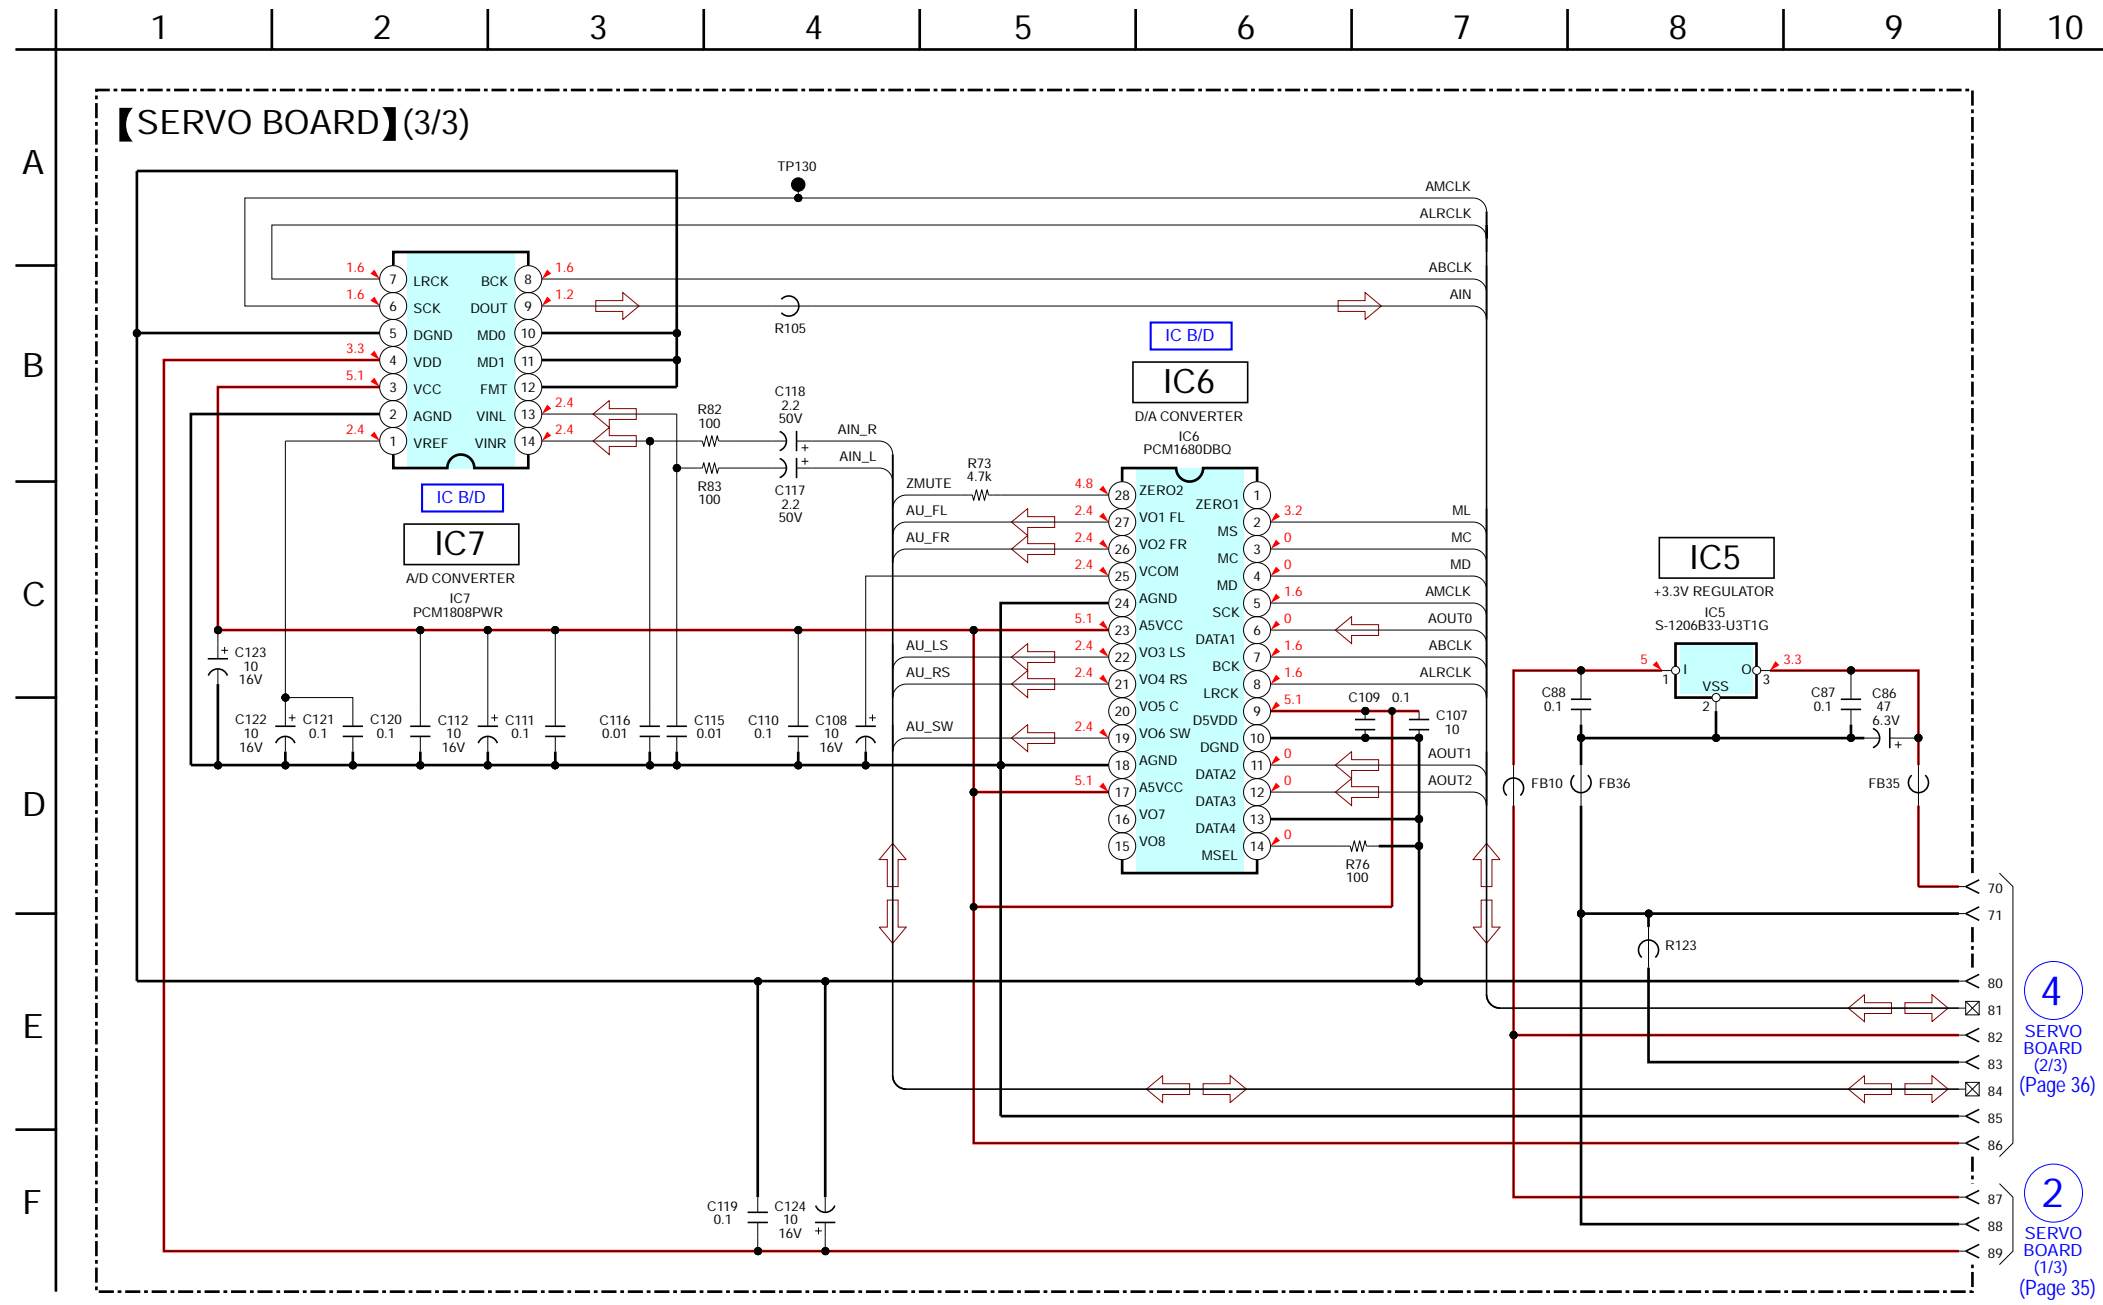 1 2 3 4 5 6 7 8 9 10
A
B
C
D
E
F
【SERVO BOARD】(3/3)
TP130
AMCLK
ALRCLK
ABCLK
AIN
R105
1.6 7 LRCK BCK 8 1.6
1.6 6 SCK DOUT 9 1.2
5 DGND MD0 10
3.3 4 VDD MD1 11
5.1 3 VCC FMT 12
2 AGND VINL 13 2.4
2.4 1 VREF VINR 14 2.4
IC B/D
IC7
A/D CONVERTER
IC7
PCM1808PWR
R82
100
R83
100
C118
2.2
50V
+
+
C117
2.2
50V
AIN_R
AIN_L
IC B/D
IC6
D/A CONVERTER
IC6
PCM1680DBQ
R73
4.7k
ZMUTE
AU_FL
AU_FR
AU_LS
AU_RS
AU_SW
4.8 28 ZERO2 ZERO1 1
2.4 27 VO1 FL MS 2 3.2
2.4 26 VO2 FR MC 3 0
2.4 25 VCOM MD 4 0
24 AGND SCK 5 1.6
5.1 23 A5VCC DATA1 6 0
2.4 22 VO3 LS BCK 7 1.6
2.4 21 VO4 RS LRCK 8 1.6
20 VO5 C D5VDD 9 5.1
2.4 19 VO6 SW DGND 10
18 AGND DATA2 11 0
5.1 17 A5VCC DATA3 12 0
16 VO7 DATA4 13
15 VO8 MSEL 14 0
ML
MC
MD
AMCLK
AOUT0
ABCLK
ALRCLK
AOUT1
AOUT2
C109 0.1
C107
10
R76
100
+
C123
10
16V
C122
10
16V
+
C121
0.1
C120
0.1
C112
10
16V
+
C111
0.1
C116
0.01
C115
0.01
C110
0.1
C108
10
16V
+
IC5
+3.3V REGULATOR
IC5
S-1206B33-U3T1G
5 I O 3.3
1 VSS 3
2
C88
0.1
C87
0.1
C86
47
6.3V
+
FB10
FB36
FB35
R123
C119
0.1
C124
10
16V
+
70
71
80
81
82
83
84
85
86
87
88
89
4
SERVO
BOARD
(2/3)
(Page 36)
2
SERVO
BOARD
(1/3)
(Page 35)